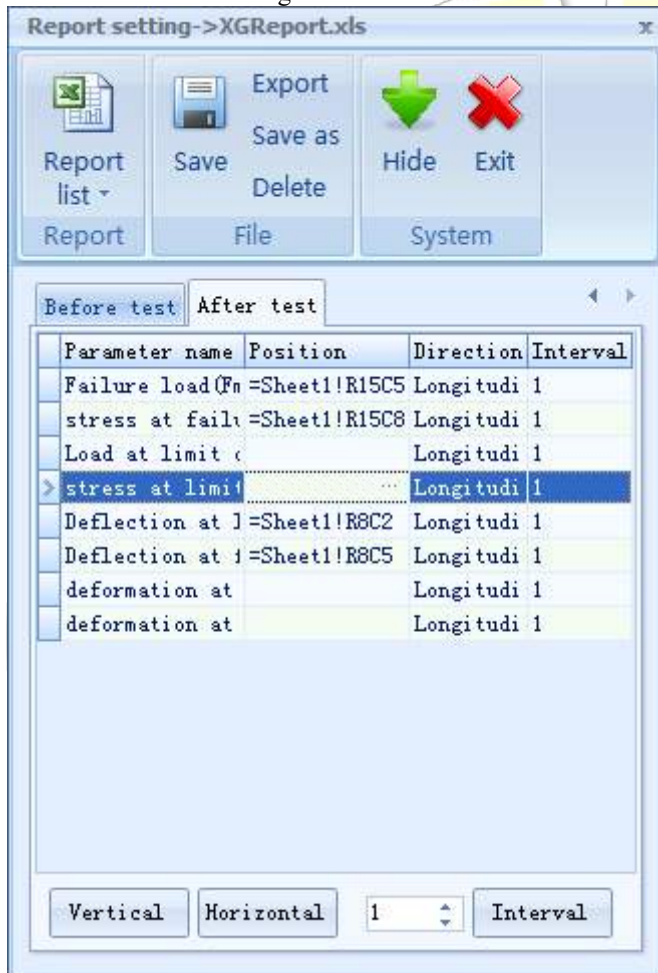 Report setting->XGReport.xls x
Export
Save as
Report list Save Delete Hide Exit
Report File System
Before test After test
Parameter name Position Direction Interval
Failure load(Fm =Sheet1!R15C5 Longitudi 1
stress at failu =Sheet1!R15C8 Longitudi 1
Load at limit Longitudi 1
stress at limit ... Longitudi 1
Deflection at =Sheet1!R8C2 Longitudi 1
Deflection at =Sheet1!R8C5 Longitudi 1
deformation at Longitudi 1
deformation at Longitudi 1
Vertical Horizontal 1 Interval